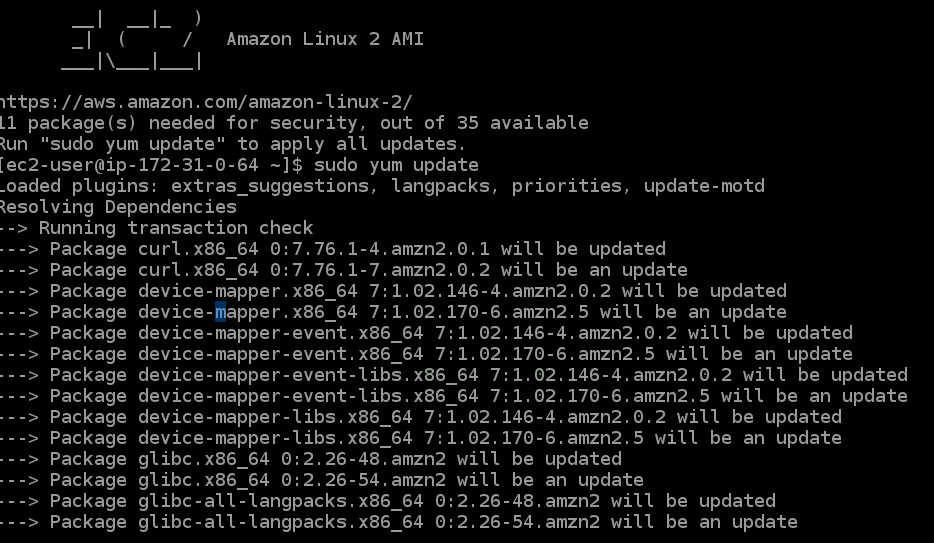 __|  __|_  )
       _|  (     /   Amazon Linux 2 AMI
      ___|\___|___|
https://aws.amazon.com/amazon-linux-2/
11 package(s) needed for security, out of 35 available
Run "sudo yum update" to apply all updates.
[ec2-user@ip-172-31-0-64 ~]$ sudo yum update
Loaded plugins: extras_suggestions, langpacks, priorities, update-motd
Resolving Dependencies
--> Running transaction check
---> Package curl.x86_64 0:7.76.1-4.amzn2.0.1 will be updated
---> Package curl.x86_64 0:7.76.1-7.amzn2.0.2 will be an update
---> Package device-mapper.x86_64 7:1.02.146-4.amzn2.0.2 will be updated
---> Package device-mapper.x86_64 7:1.02.170-6.amzn2.5 will be an update
---> Package device-mapper-event.x86_64 7:1.02.146-4.amzn2.0.2 will be updated
---> Package device-mapper-event.x86_64 7:1.02.170-6.amzn2.5 will be an update
---> Package device-mapper-event-libs.x86_64 7:1.02.146-4.amzn2.0.2 will be updated
---> Package device-mapper-event-libs.x86_64 7:1.02.170-6.amzn2.5 will be an update
---> Package device-mapper-libs.x86_64 7:1.02.146-4.amzn2.0.2 will be updated
---> Package device-mapper-libs.x86_64 7:1.02.170-6.amzn2.5 will be an update
---> Package glibc.x86_64 0:2.26-48.amzn2 will be updated
---> Package glibc.x86_64 0:2.26-54.amzn2 will be an update
---> Package glibc-all-langpacks.x86_64 0:2.26-48.amzn2 will be updated
---> Package glibc-all-langpacks.x86_64 0:2.26-54.amzn2 will be an update